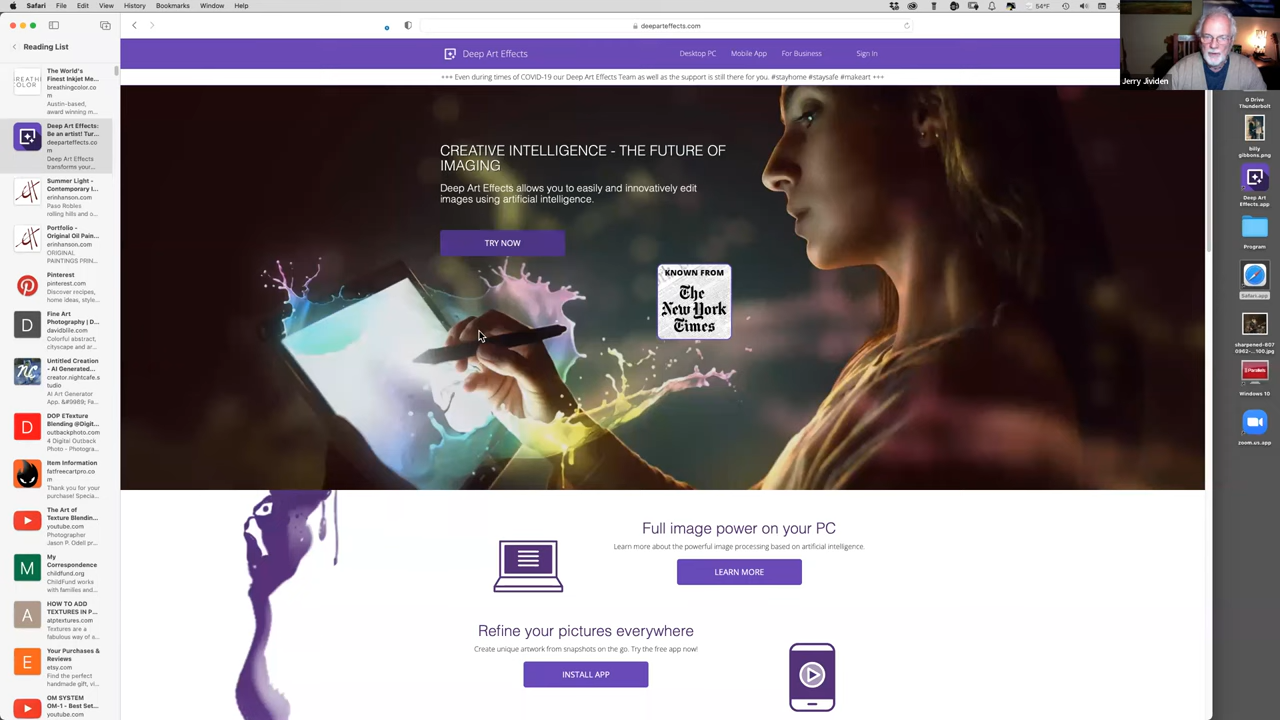 Safari File Edit View History Bookmarks Window Help
54°F
Reading List
deeparteffects.com
The World's
Finest Inkjet Me...
breathingcolor.co
m
Austin-based,
award winning m...
Deep Art Effects:
Be an artist! Tur...
deeparteffects.co
m
Deep Art Effects
transforms your...
Summer Light -
Contemporary I...
erinhanson.com
Paso Robles
rolling hills and o...
Portfolio -
Original Oil Pain...
erinhanson.com
ORIGINAL
PAINTINGS PRIN...
Pinterest
pinterest.com
Discover recipes,
home ideas, style...
D
Fine Art
Photography | D...
davidbille.com
Colorful abstract,
cityscape and ar...
Untitled Creation
- AI Generated...
creator.nightcafe.s
tudio
AI Art Generator
App. &#9989; Fa...
D
DOP ETexture
Blending @Digit...
outbackphoto.com
4 Digital Outback
Photo - Photogra...
Item Information
fatfreecartpro.co
m
Thank you for your
purchase! Specia...
The Art of
Texture Blendin...
youtube.com
Photographer
Jason P. Odell pr...
M
My
Correspondence
childfund.org
ChildFund works
with families and...
A
HOW TO ADD
TEXTURES IN P...
atptextures.com
Textures are a
fabulous way of s...
E
Your Purchases &
Reviews
etsy.com
Find the perfect
handmade gift, vi...
OM SYSTEM
OM-1 - Best Set...
youtube.com
Deep Art Effects
Desktop PC Mobile App For Business Sign In
+++ Even during times of COVID-19 our Deep Art Effects Team as well as the support is still there for you. #stayhome #staysafe #makeart +++
CREATIVE INTELLIGENCE - THE FUTURE OF
IMAGING
Deep Art Effects allows you to easily and innovatively edit
images using artificial intelligence.
TRY NOW
KNOWN FROM
The
New York
Times
Full image power on your PC
Learn more about the powerful image processing based on artificial intelligence.
LEARN MORE
Refine your pictures everywhere
Create unique artwork from snapshots on the go. Try the free app now!
INSTALL APP
Jerry Jividen
G Drive
Thunderbolt
billy
gibbons.png
Deep Art
Effects.app
Program
Safari.app
Parallels
Windows 10
zoom.us.app